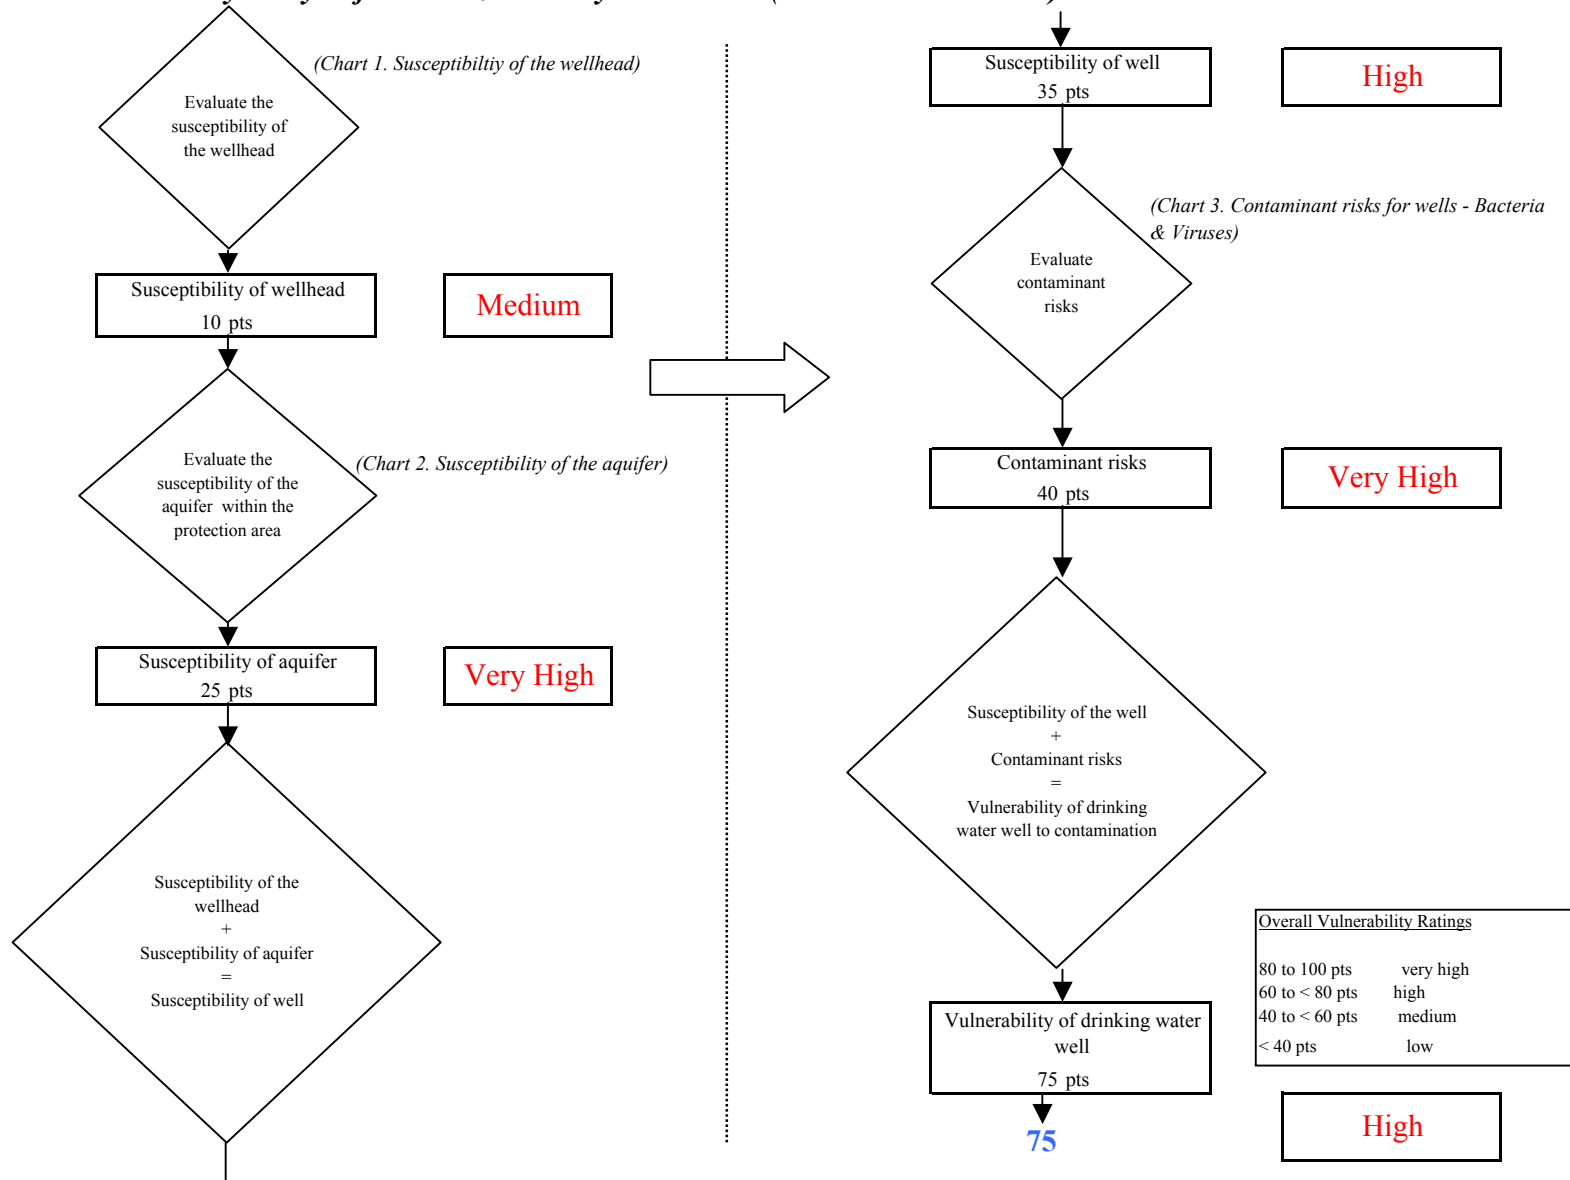 (Chart 1. Susceptibiltiy of the wellhead)
Evaluate the
susceptibility of
the wellhead
Susceptibility of wellhead
10 pts
Medium
Evaluate the
susceptibility of the
aquifer within the
protection area
(Chart 2. Susceptibility of the aquifer)
Susceptibility of aquifer
25 pts
Very High
Susceptibility of the
wellhead
+
Susceptibility of aquifer
=
Susceptibility of well
Susceptibility of well
35 pts
High
(Chart 3. Contaminant risks for wells - Bacteria
& Viruses)
Evaluate
contaminant
risks
Contaminant risks
40 pts
Very High
Susceptibility of the well
+
Contaminant risks
=
Vulnerability of drinking
water well to contamination
Overall Vulnerability Ratings
80 to 100 pts very high
60 to < 80 pts high
40 to < 60 pts medium
< 40 pts low
Vulnerability of drinking water
well
75 pts
75
High